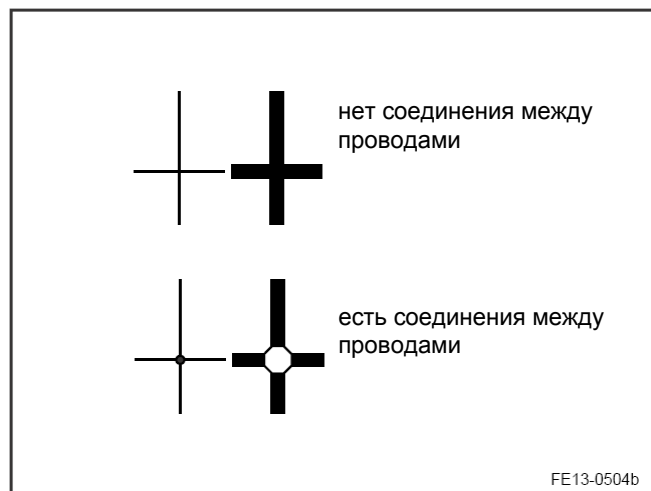 нет соединения между
проводами
есть соединения между
проводами
FE13-0504b